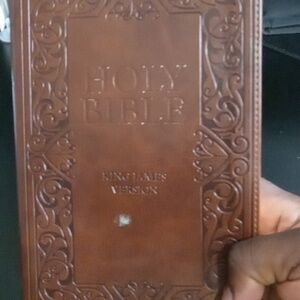 HOLY
BIBLE
KING JAMES
VERSION